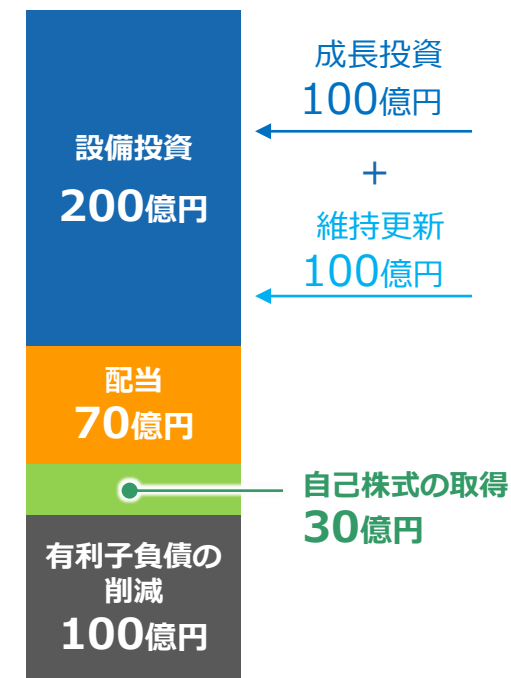 設備投資
200億円
成長投資
100億円
＋
維持更新
100億円
配当
70億円
自己株式の取得
30億円
有利子負債の
削減
100億円